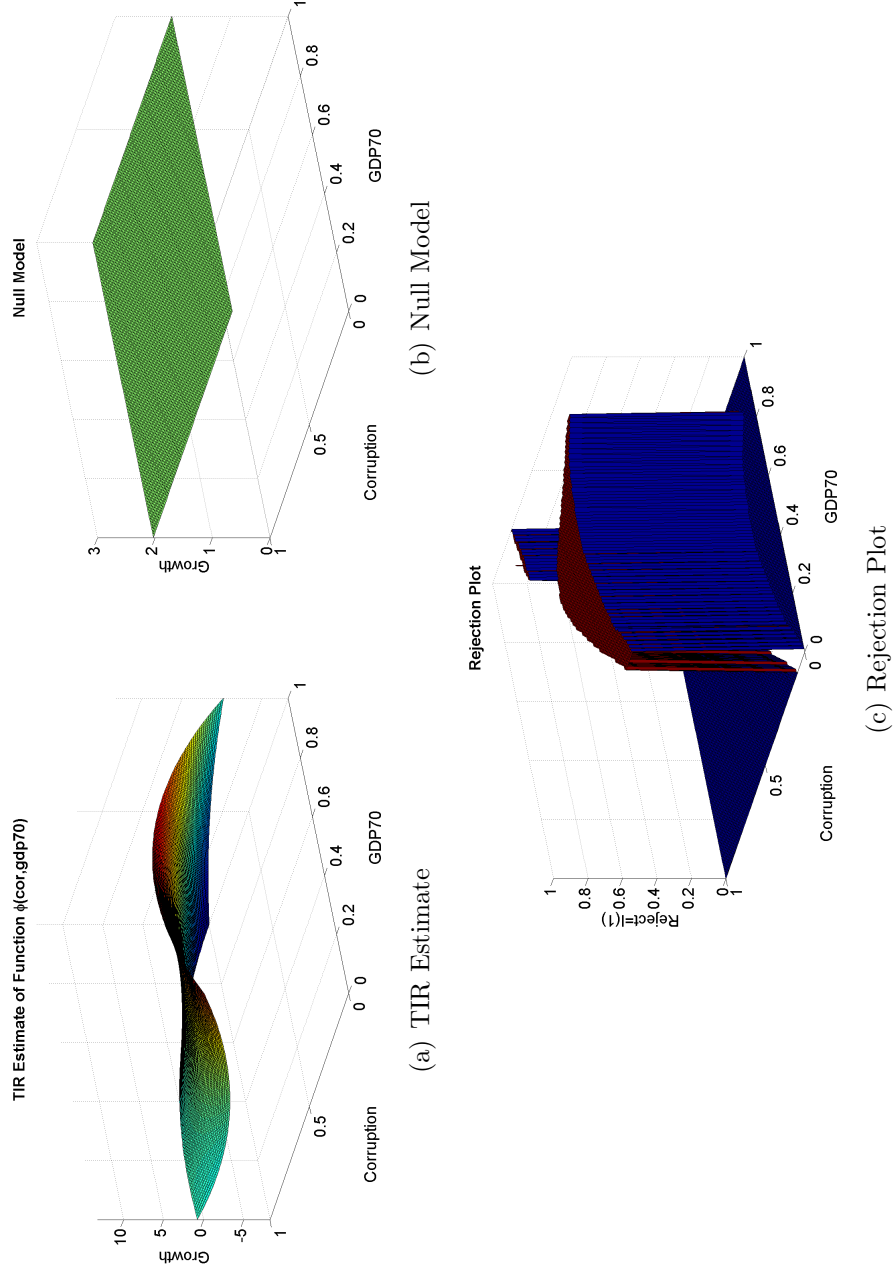 TIR Estimate of Function ϕ(cor,gdp70)
10
5
0
-5
Growth
1
0.5
0
Corruption
0
0.2
0.4
0.6
0.8
1
GDP70
(a) TIR Estimate
Null Model
3
2
1
0
Growth
1
0.5
0
Corruption
0
0.2
0.4
0.6
0.8
1
GDP70
(b) Null Model
Rejection Plot
1
0.8
0.6
0.4
0.2
0
Reject=I(1)
1
0.5
0
Corruption
0
0.2
0.4
0.6
0.8
1
GDP70
(c) Rejection Plot